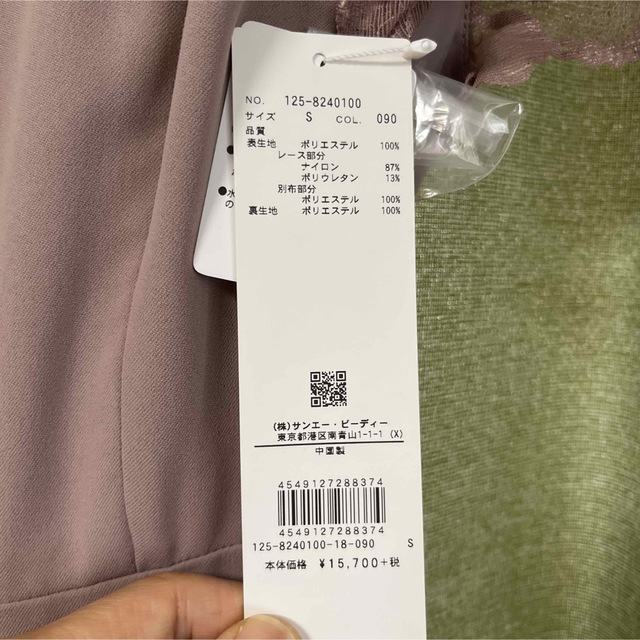 NO. 125-8240100
サイズ S COL. 090
品質
表生地 ポリエステル 100%
レース部分
ナイロン 87%
ポリウレタン 13%
別布部分
ポリエステル 100%
裏生地 ポリエステル 100%
(株)サンエー・ビーディー
東京都港区南青山1-1-1 (X)
中国製
4549127288374
4549127288374
125-8240100-18-090 S
本体価格 ¥15,700+税
●水
の